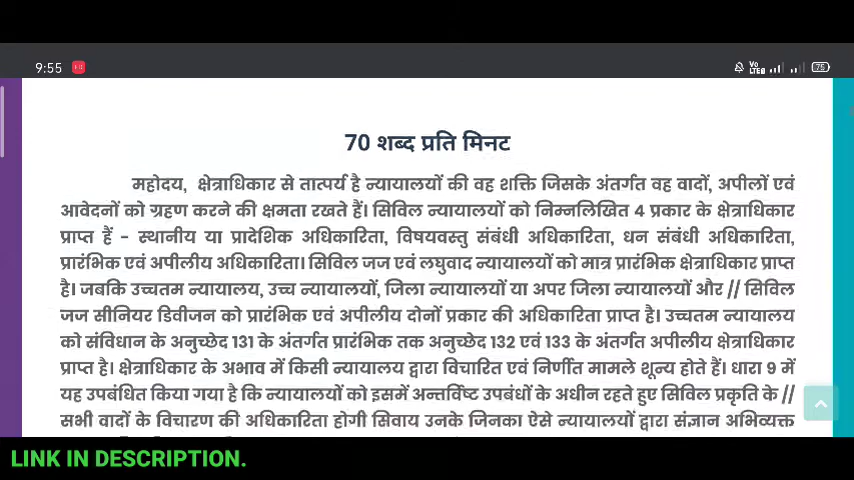 9:55
Vo
LTE
75
70 शब्द प्रति मिनट
महोदय, क्षेत्राधिकार से तात्पर्य है न्यायालयों की वह शक्ति जिसके अंतर्गत वह वादों, अपीलों एवं
आवेदनों को ग्रहण करने की क्षमता रखते हैं। सिविल न्यायालयों को निम्नलिखित 4 प्रकार के क्षेत्राधिकार
प्राप्त हैं - स्थानीय या प्रादेशिक अधिकारिता, विषयवस्तु संबंधी अधिकारिता, धन संबंधी अधिकारिता,
प्रारंभिक एवं अपीलीय अधिकारिता। सिविल जज एवं लघुवाद न्यायालयों को मात्र प्रारंभिक क्षेत्राधिकार प्राप्त
है। जबकि उच्चतम न्यायालय, उच्च न्यायालयों, जिला न्यायालयों या अपर जिला न्यायालयों और // सिविल
जज सीनियर डिवीजन को प्रारंभिक एवं अपीलीय दोनों प्रकार की अधिकारिता प्राप्त है। उच्चतम न्यायालय
को संविधान के अनुच्छेद 131 के अंतर्गत प्रारंभिक तक अनुच्छेद 132 एवं 133 के अंतर्गत अपीलीय क्षेत्राधिकार
प्राप्त है। क्षेत्राधिकार के अभाव में किसी न्यायालय द्वारा विचारित एवं निर्णीत मामले शून्य होते हैं। धारा 9 में
यह उपबंधित किया गया है कि न्यायालयों को इसमें अन्तर्विष्ट उपबंधों के अधीन रहते हुए सिविल प्रकृति के //
सभी वादों के विचारण की अधिकारिता होगी सिवाय उनके जिनका ऐसे न्यायालयों द्वारा संज्ञान अभिव्यक्त
LINK IN DESCRIPTION.